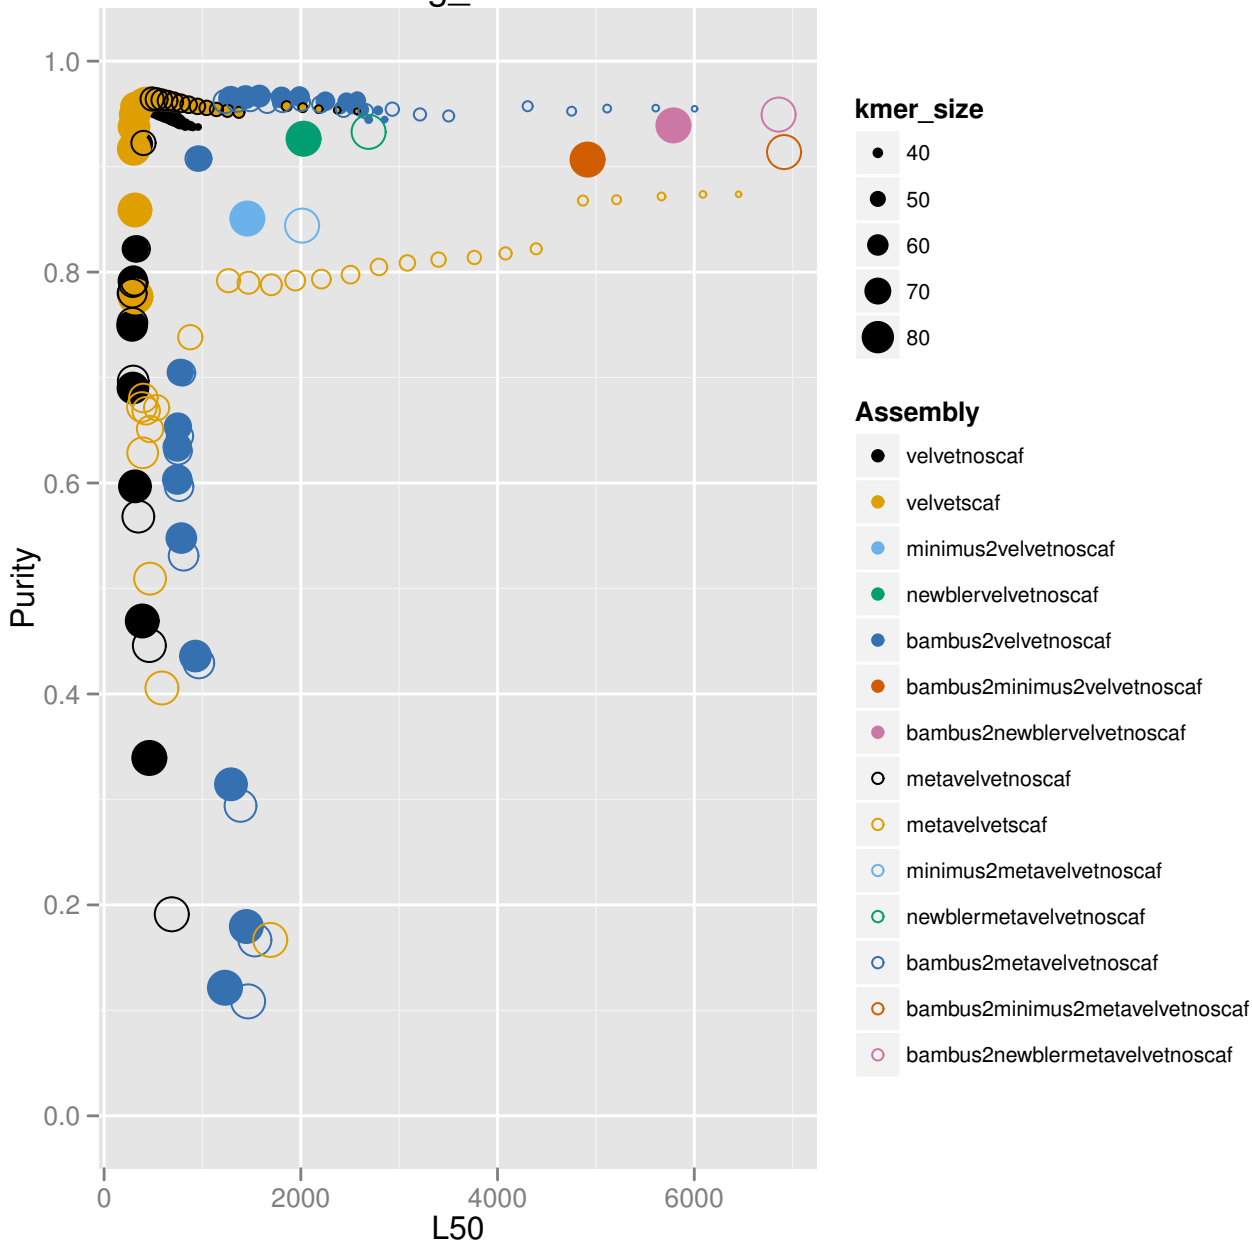 1.0
0.8
0.6
0.4
0.2
0.0
Purity
0 2000 4000 6000
L50
kmer_size
40
50
60
70
80
Assembly
velvetnoscaf
velvetscaf
minimus2velvetnoscaf
newblervelvetnoscaf
bambus2velvetnoscaf
bambus2minimus2velvetnoscaf
bambus2newblervelvetnoscaf
metavelvetnoscaf
metavelvetscaf
minimus2metavelvetnoscaf
newblermetavelvetnoscaf
bambus2metavelvetnoscaf
bambus2minimus2metavelvetnoscaf
bambus2newblermetavelvetnoscaf